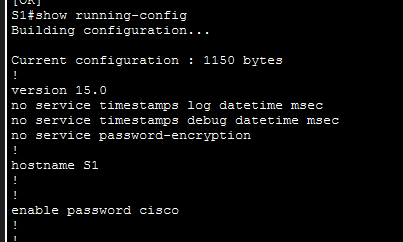 [OK]
S1#show running-config
Building configuration...
Current configuration : 1150 bytes
!
version 15.0
no service timestamps log datetime msec
no service timestamps debug datetime msec
no service password-encryption
!
hostname S1
!
!
enable password cisco
!
!